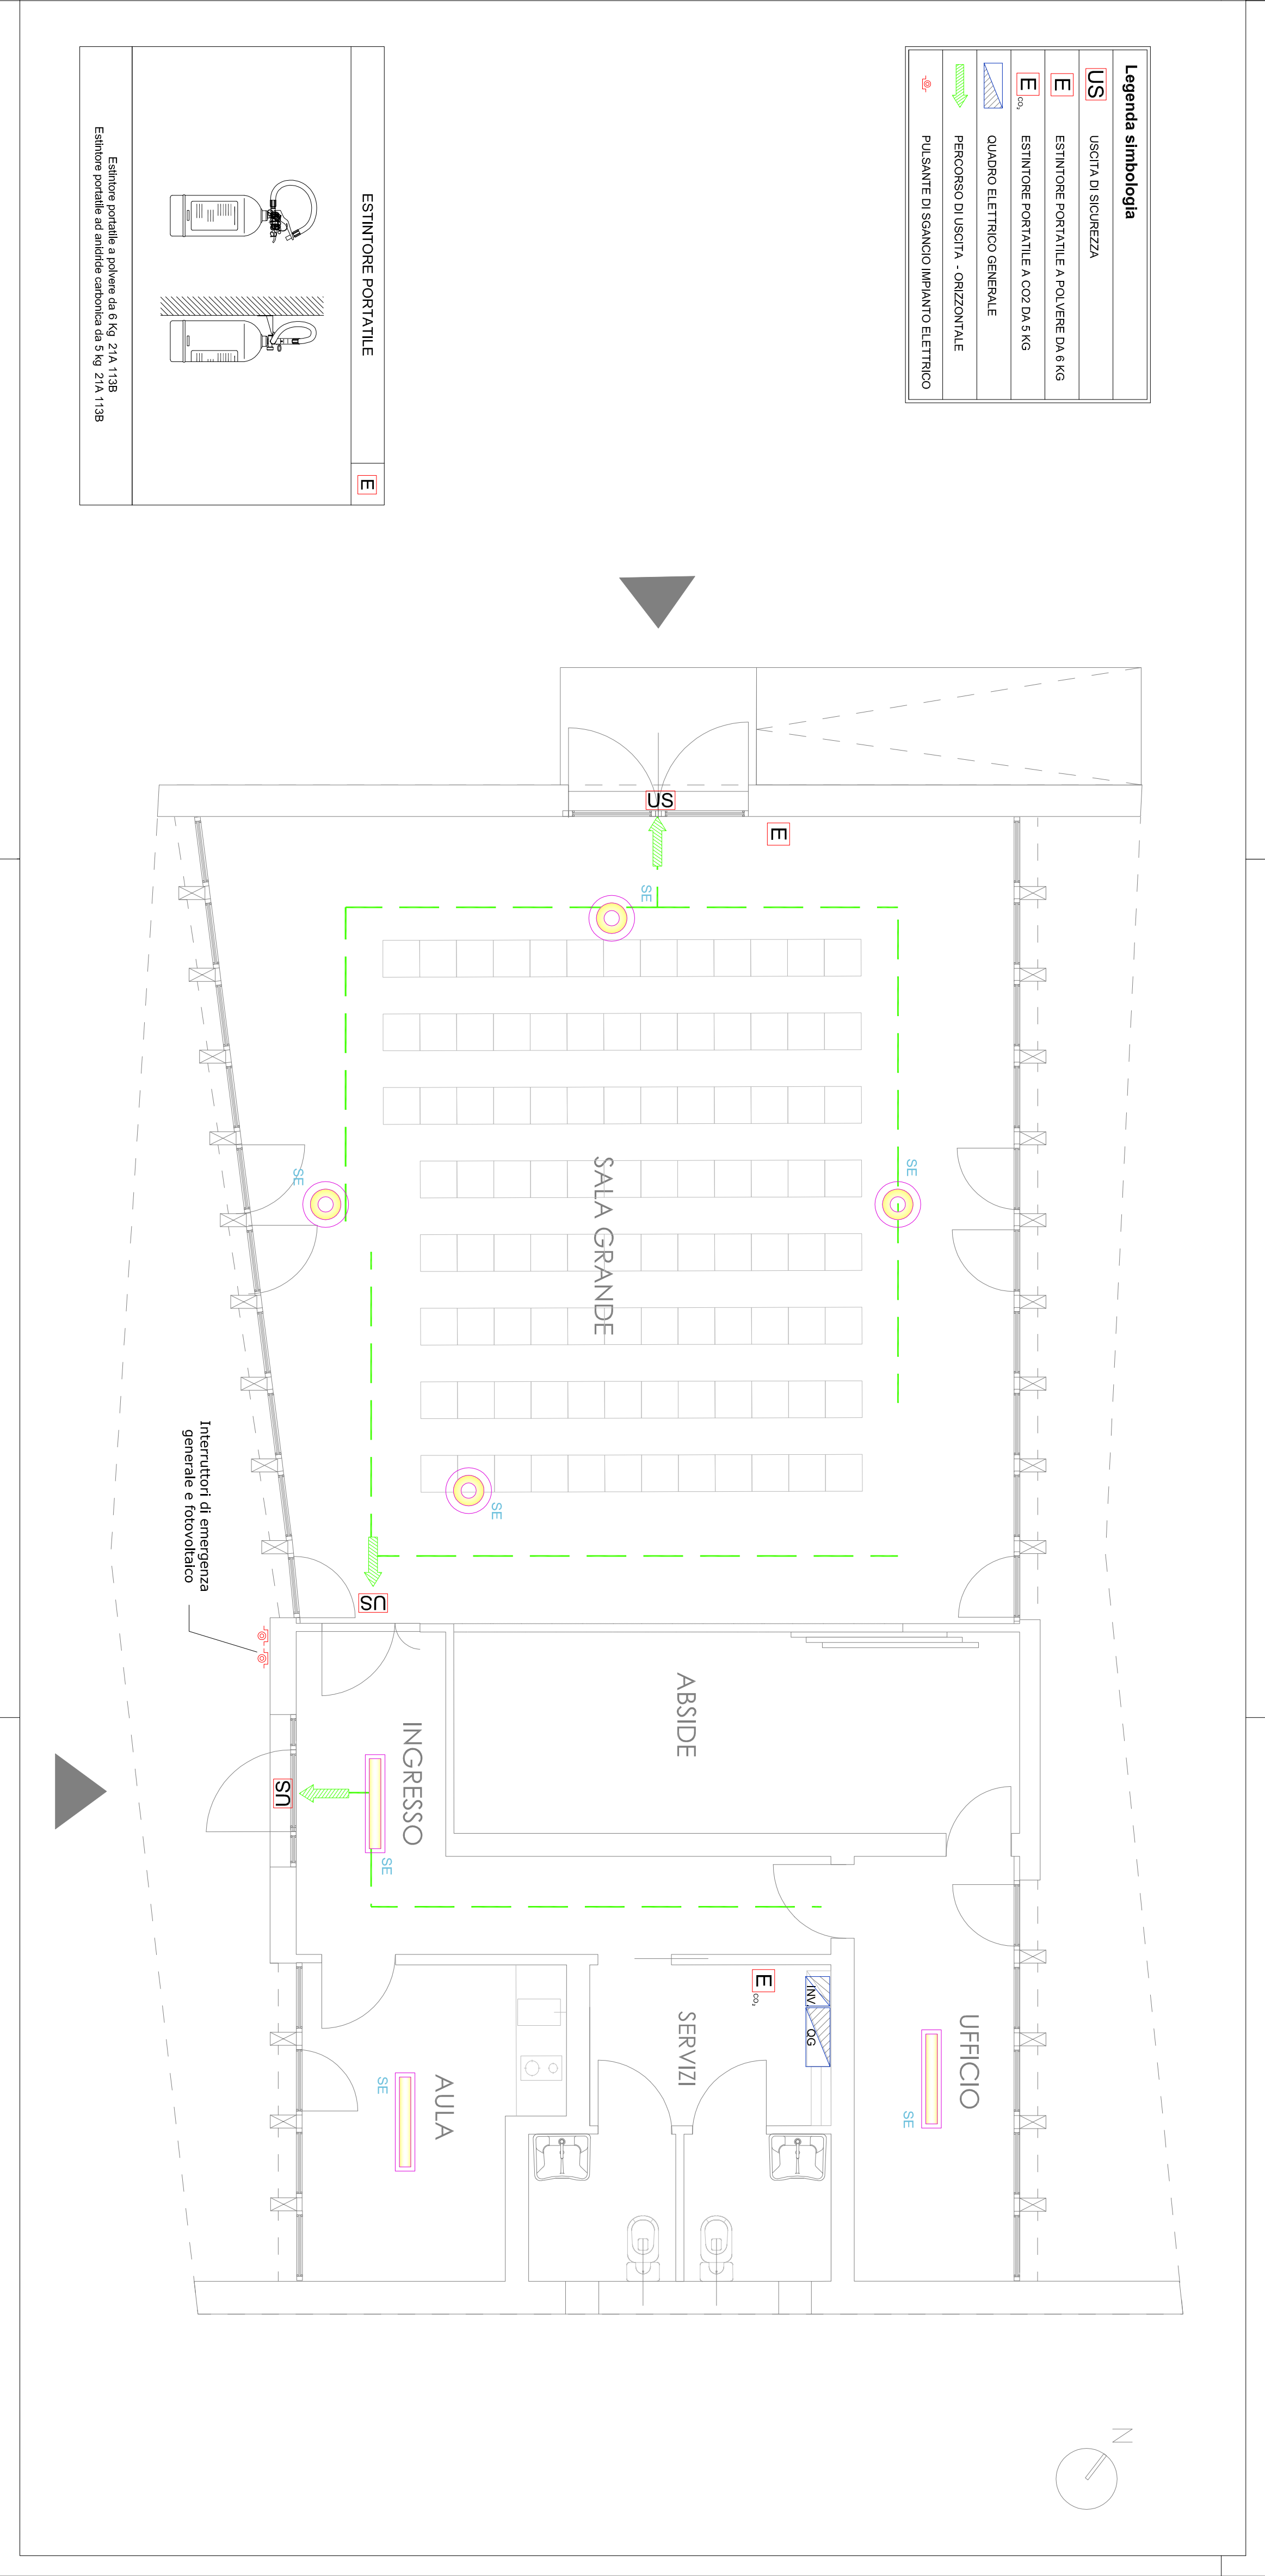 Legenda simbologia
US USCITA DI SICUREZZA
E ESTINTORE PORTATILE A POLVERE DA 6 KG
E CO2 ESTINTORE PORTATILE A CO2 DA 5 KG
QUADRO ELETTRICO GENERALE
PERCORSO DI USCITA - ORIZZONTALE
PULSANTE DI SGANCIO IMPIANTO ELETTRICO
ESTINTORE PORTATILE E
Estintore portatile a polvere da 6 Kg 21A 113B
Estintore portatile ad anidride carbonica da 5 kg 21A 113B
US
E
SE
SE
SE
SALA GRANDE
SE
US
Interruttori di emergenza
generale e fotovoltaico
ABSIDE
INGRESSO
US
SE
E CO2
INV.
QG
SERVIZI
UFFICIO
SE
AULA
SE
N